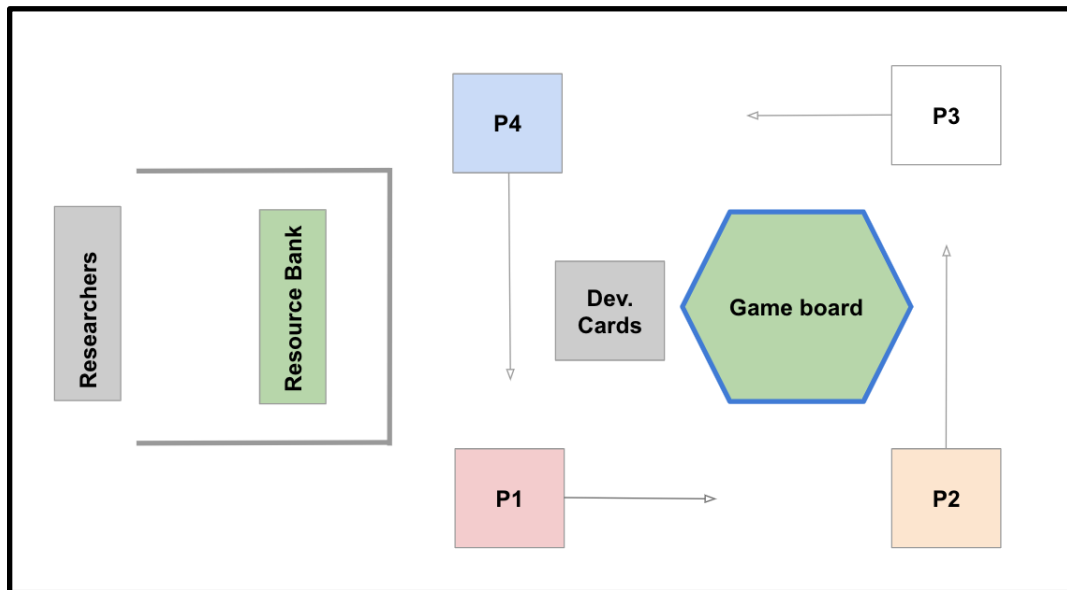 P4
P3
Researchers
Resource Bank
Dev.
Cards
Game board
P1
P2